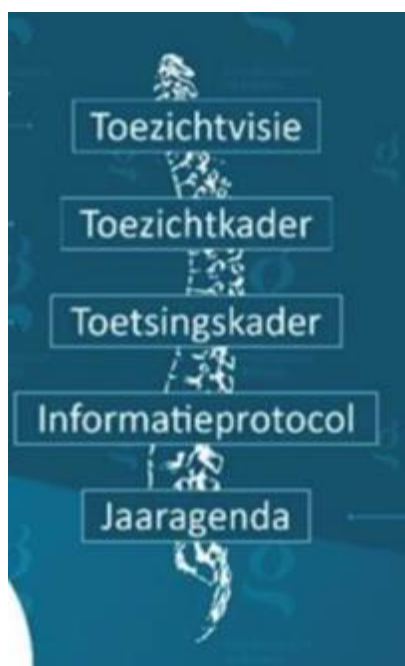 Toezichtvisie
Toezichtkader
Toetsingskader
Informatieprotocol
Jaaragenda